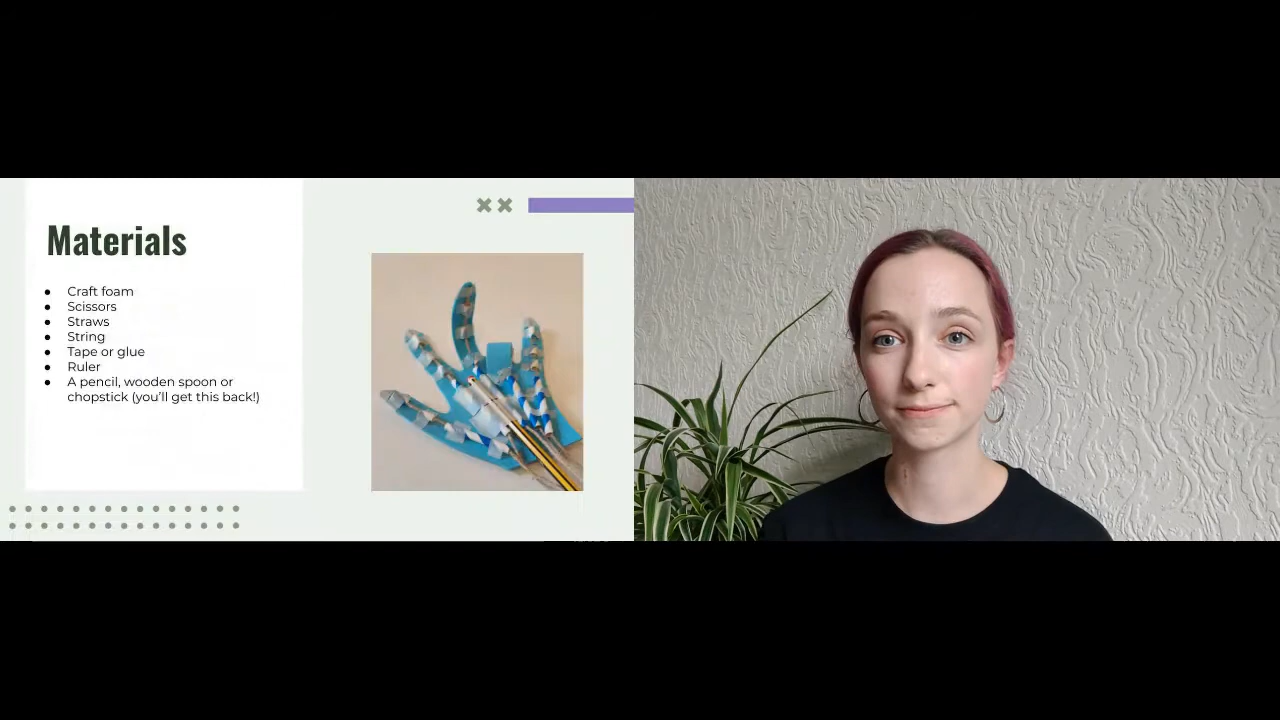 Materials
● Craft foam
● Scissors
● Straws
● String
● Tape or glue
● Ruler
● A pencil, wooden spoon or
chopstick (you’ll get this back!)